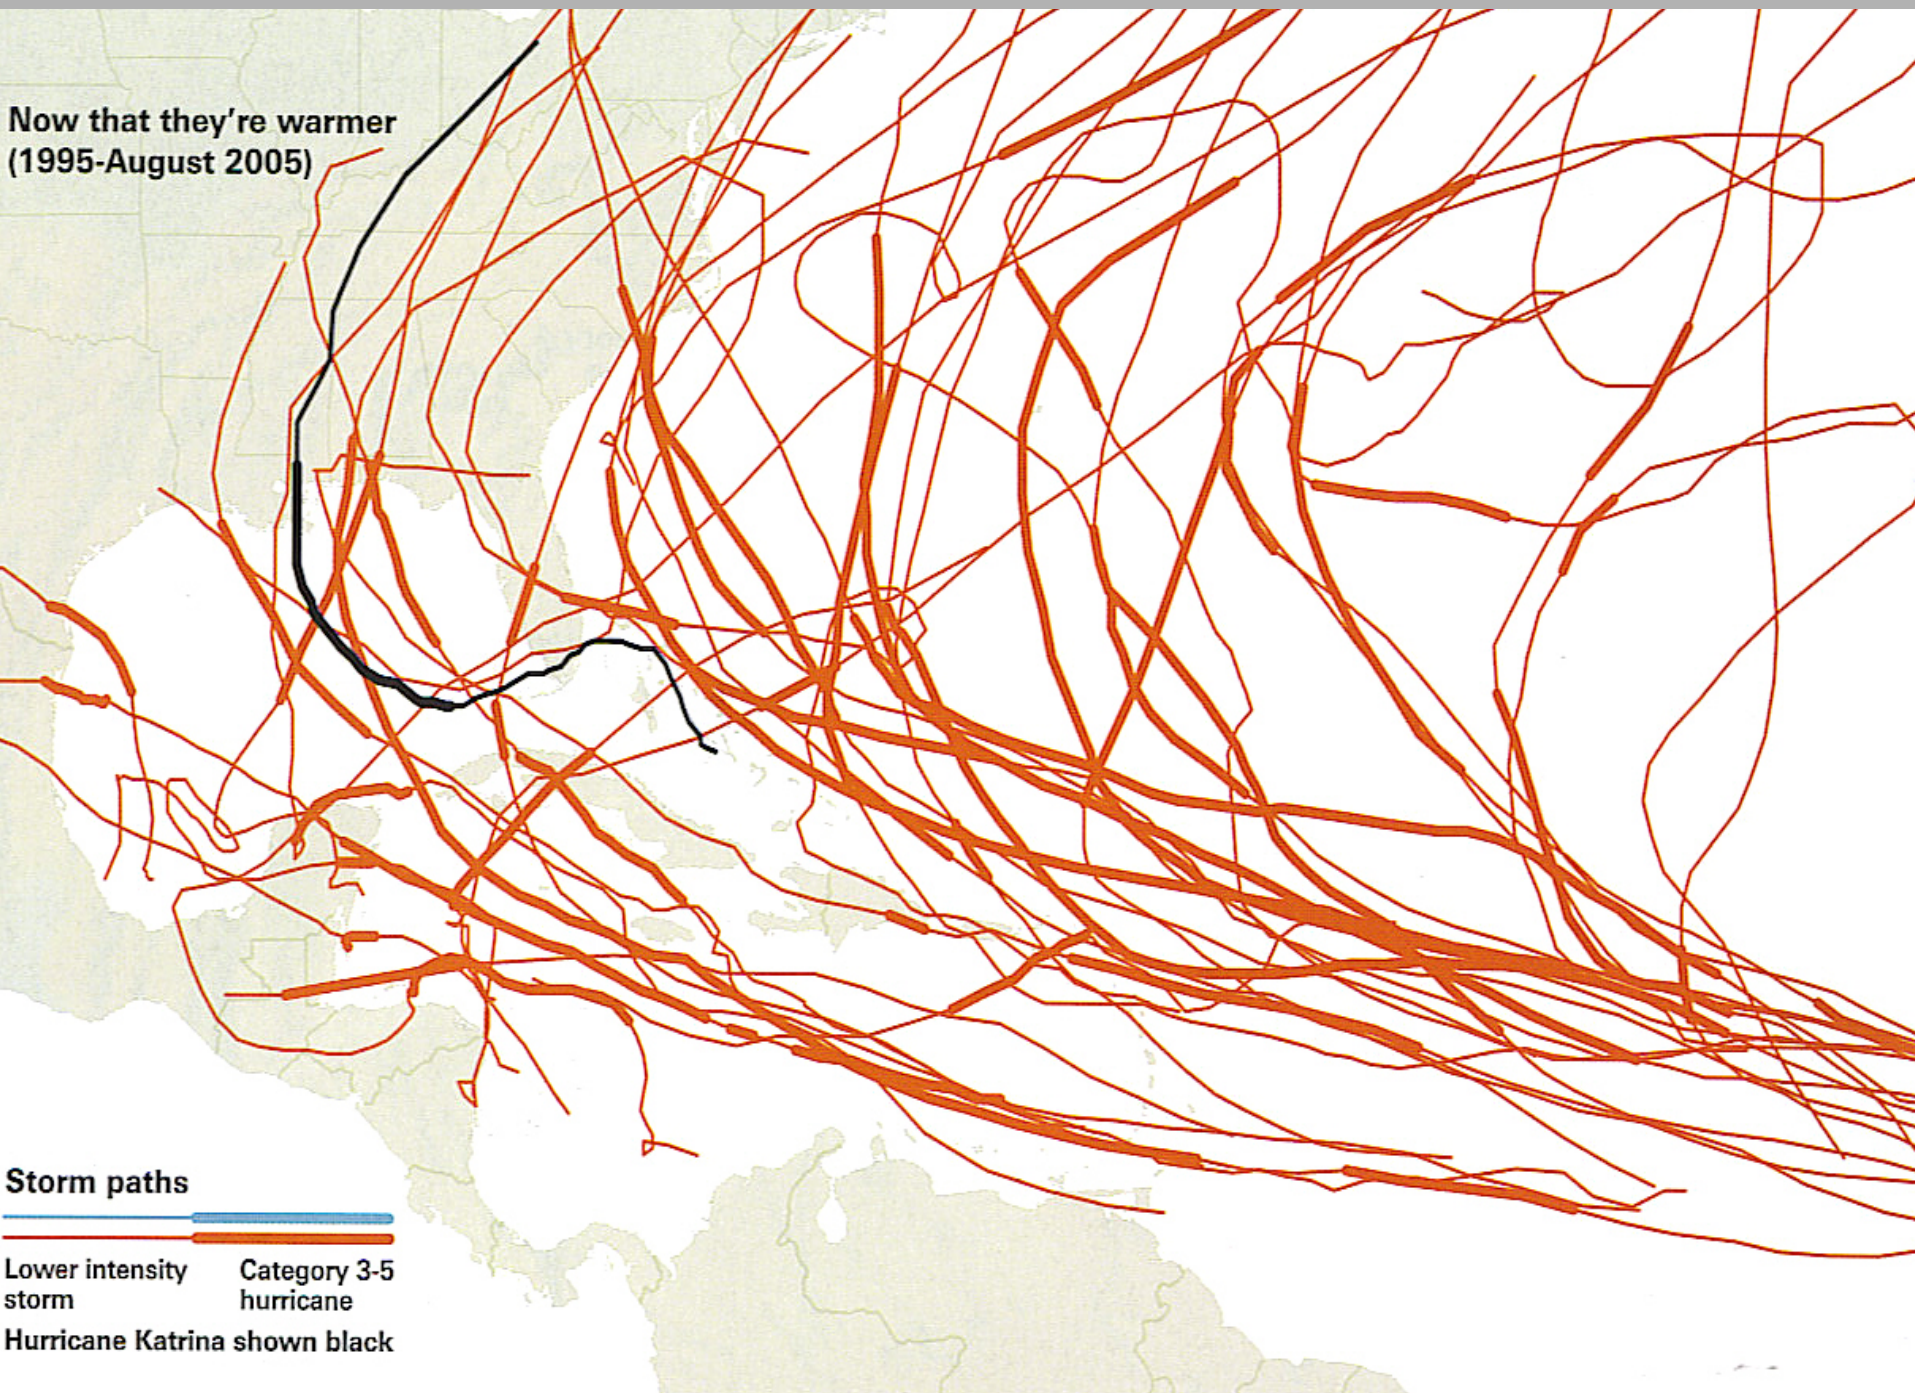 Now that they're warmer
(1995-August 2005)
Storm paths
Lower intensity
storm
Category 3-5
hurricane
Hurricane Katrina shown black